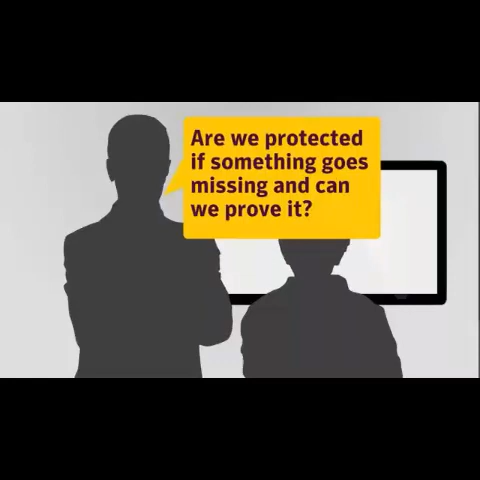 Are we protected
if something goes
missing and can
we prove it?